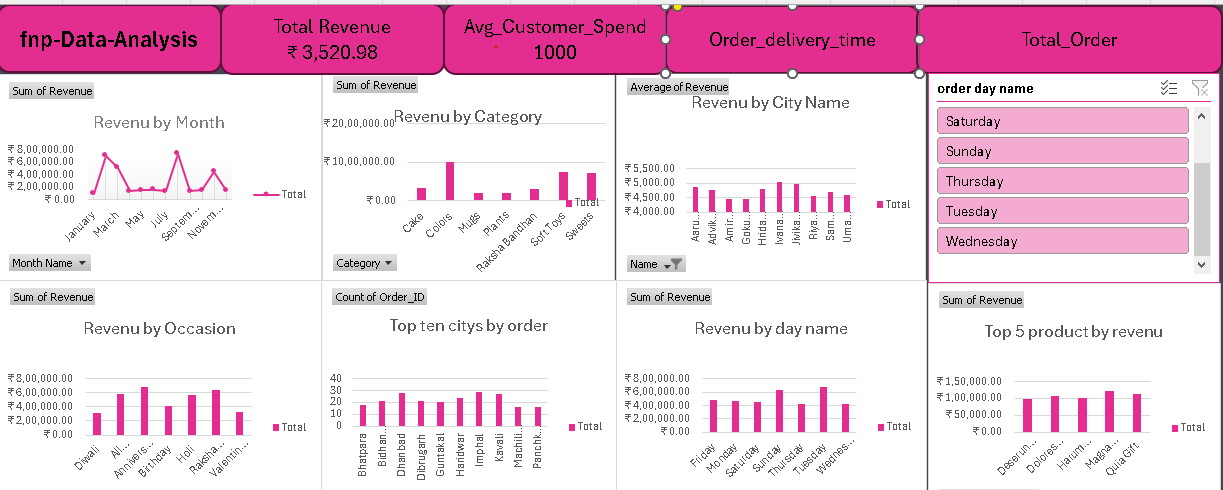 fnp-Data-Analysis
Total Revenue
₹ 3,520.98
Avg_Customer_Spend
1000
Order_delivery_time
Total_Order
Sum of Revenue
Revenu by Month
₹ 8,00,000.00
₹ 6,00,000.00
₹ 4,00,000.00
₹ 2,00,000.00
₹ 0.00
January
March
May
July
Septem...
Novem...
Total
Month Name
Sum of Revenue
Revenu by Category
₹ 20,00,000.00
₹ 10,00,000.00
₹ 0.00
Cake
Colors
Mugs
Plants
Raksha Bandhan
Soft Toys
Sweets
Total
Category
Average of Revenue
Revenu by City Name
₹ 5,500.00
₹ 5,000.00
₹ 4,500.00
₹ 4,000.00
Aaru...
Advik...
Amir...
Goku...
Hrida...
Ivana...
Jivika...
Riya...
Sam...
Uma...
Total
Name
order day name
Saturday
Sunday
Thursday
Tuesday
Wednesday
Sum of Revenue
Revenu by Occasion
₹ 8,00,000.00
₹ 6,00,000.00
₹ 4,00,000.00
₹ 2,00,000.00
₹ 0.00
Diwali
All...
Annivers...
Birthday
Holi
Raksha...
Valentin...
Total
Count of Order_ID
Top ten citys by order
40
30
20
10
0
Bhatpara
Bidhan...
Dhanbad
Dibrugarh
Guntakal
Haridwar
Imphal
Kavali
Machili...
Panchk...
Total
Sum of Revenue
Revenu by day name
₹ 8,00,000.00
₹ 6,00,000.00
₹ 4,00,000.00
₹ 2,00,000.00
₹ 0.00
Friday
Monday
Saturday
Sunday
Thursday
Tuesday
Wednes...
Total
Sum of Revenue
Top 5 product by revenu
₹ 1,50,000.00
₹ 1,00,000.00
₹ 50,000.00
₹ 0.00
Deserun...
Dolores...
Harum...
Magna...
Quia Gift
Total